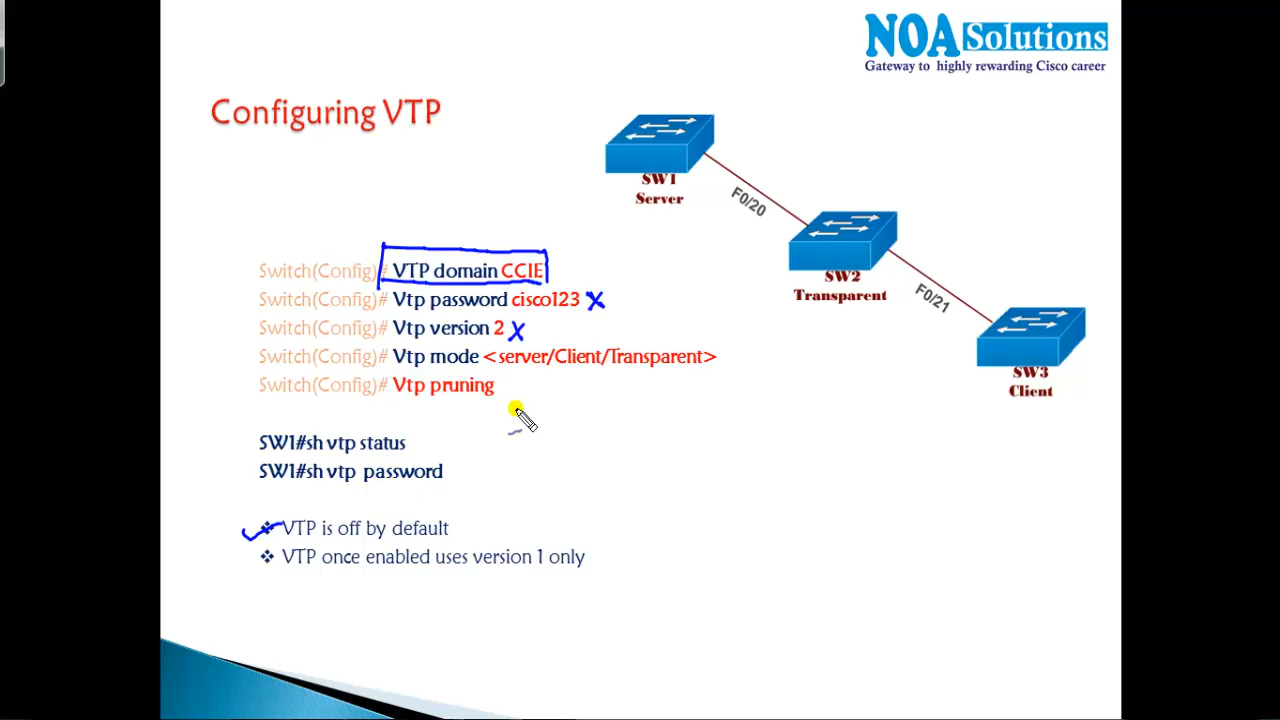 NOA Solutions
Gateway to highly rewarding Cisco career
Configuring VTP
SW1
Server
F0/20
SW2
Transparent
F0/21
SW3
Client
Switch(Config)# VTP domain CCIE
Switch(Config)# Vtp password cisco123
Switch(Config)# Vtp version 2
Switch(Config)# Vtp mode <server/Client/Transparent>
Switch(Config)# Vtp pruning
SW1#sh vtp status
SW1#sh vtp password
❖ VTP is off by default
❖ VTP once enabled uses version 1 only